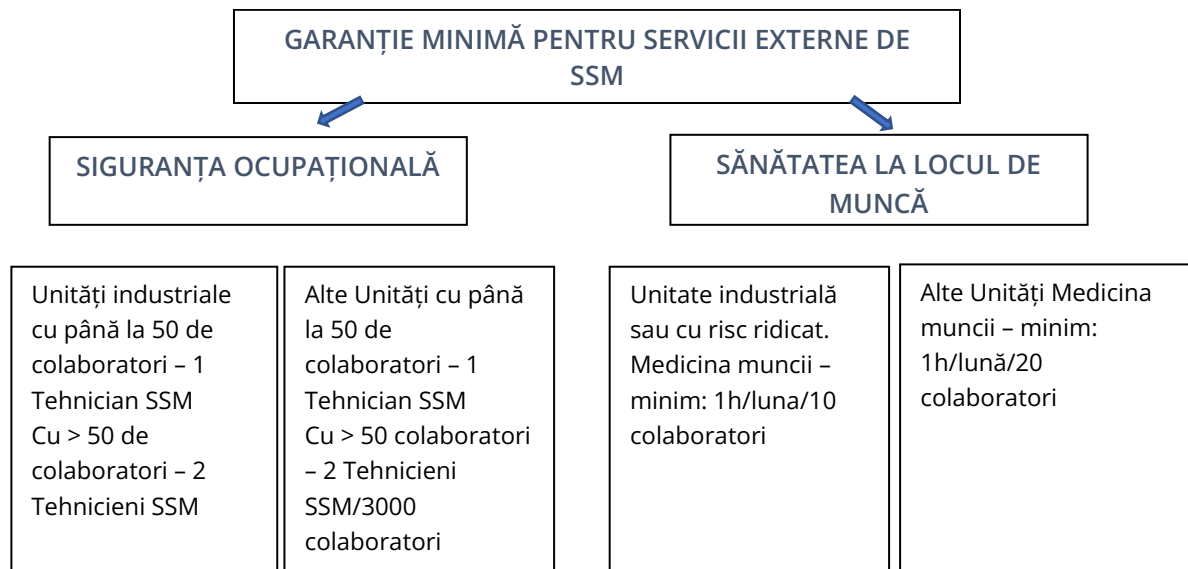 GARANȚIE MINIMĂ PENTRU SERVICII EXTERNE DE
SSM
SIGURANȚA OCUPAȚIONALĂ
SĂNĂTATEA LA LOCUL DE
MUNCĂ
Unități industriale
cu până la 50 de
colaboratori – 1
Tehnician SSM
Cu > 50 de
colaboratori – 2
Tehnicieni SSM
Alte Unități cu până
la 50 de
colaboratori – 1
Tehnician SSM
Cu > 50 colaboratori
– 2 Tehnicieni
SSM/3000
colaboratori
Unitate industrială
sau cu risc ridicat.
Medicina muncii –
minim: 1h/luna/10
colaboratori
Alte Unități Medicina
muncii – minim:
1h/lună/20
colaboratori